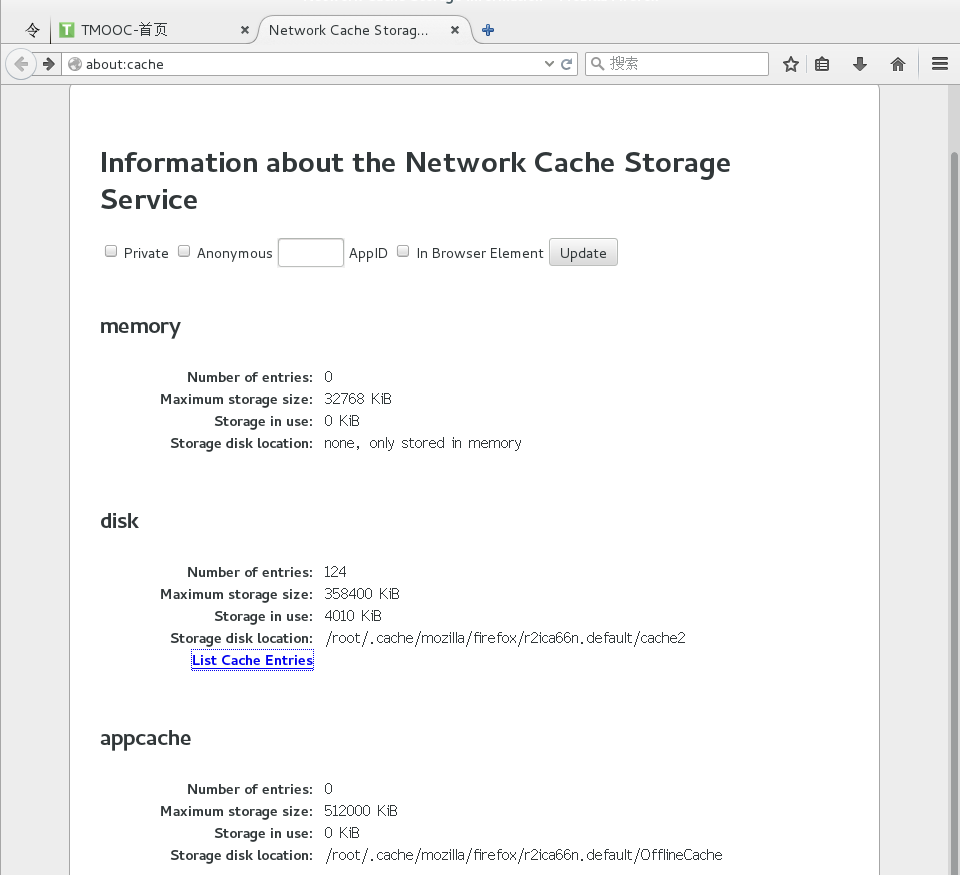 TMOOC-首页
Network Cache Storag...
about:cache
搜索
Information about the Network Cache Storage
Service
Private Anonymous AppID In Browser Element Update
memory
Number of entries: 0
Maximum storage size: 32768 KiB
Storage in use: 0 KiB
Storage disk location: none, only stored in memory
disk
Number of entries: 124
Maximum storage size: 358400 KiB
Storage in use: 4010 KiB
Storage disk location: /root/.cache/mozilla/firefox/r2ica66n.default/cache2
List Cache Entries
appcache
Number of entries: 0
Maximum storage size: 512000 KiB
Storage in use: 0 KiB
Storage disk location: /root/.cache/mozilla/firefox/r2ica66n.default/OfflineCache